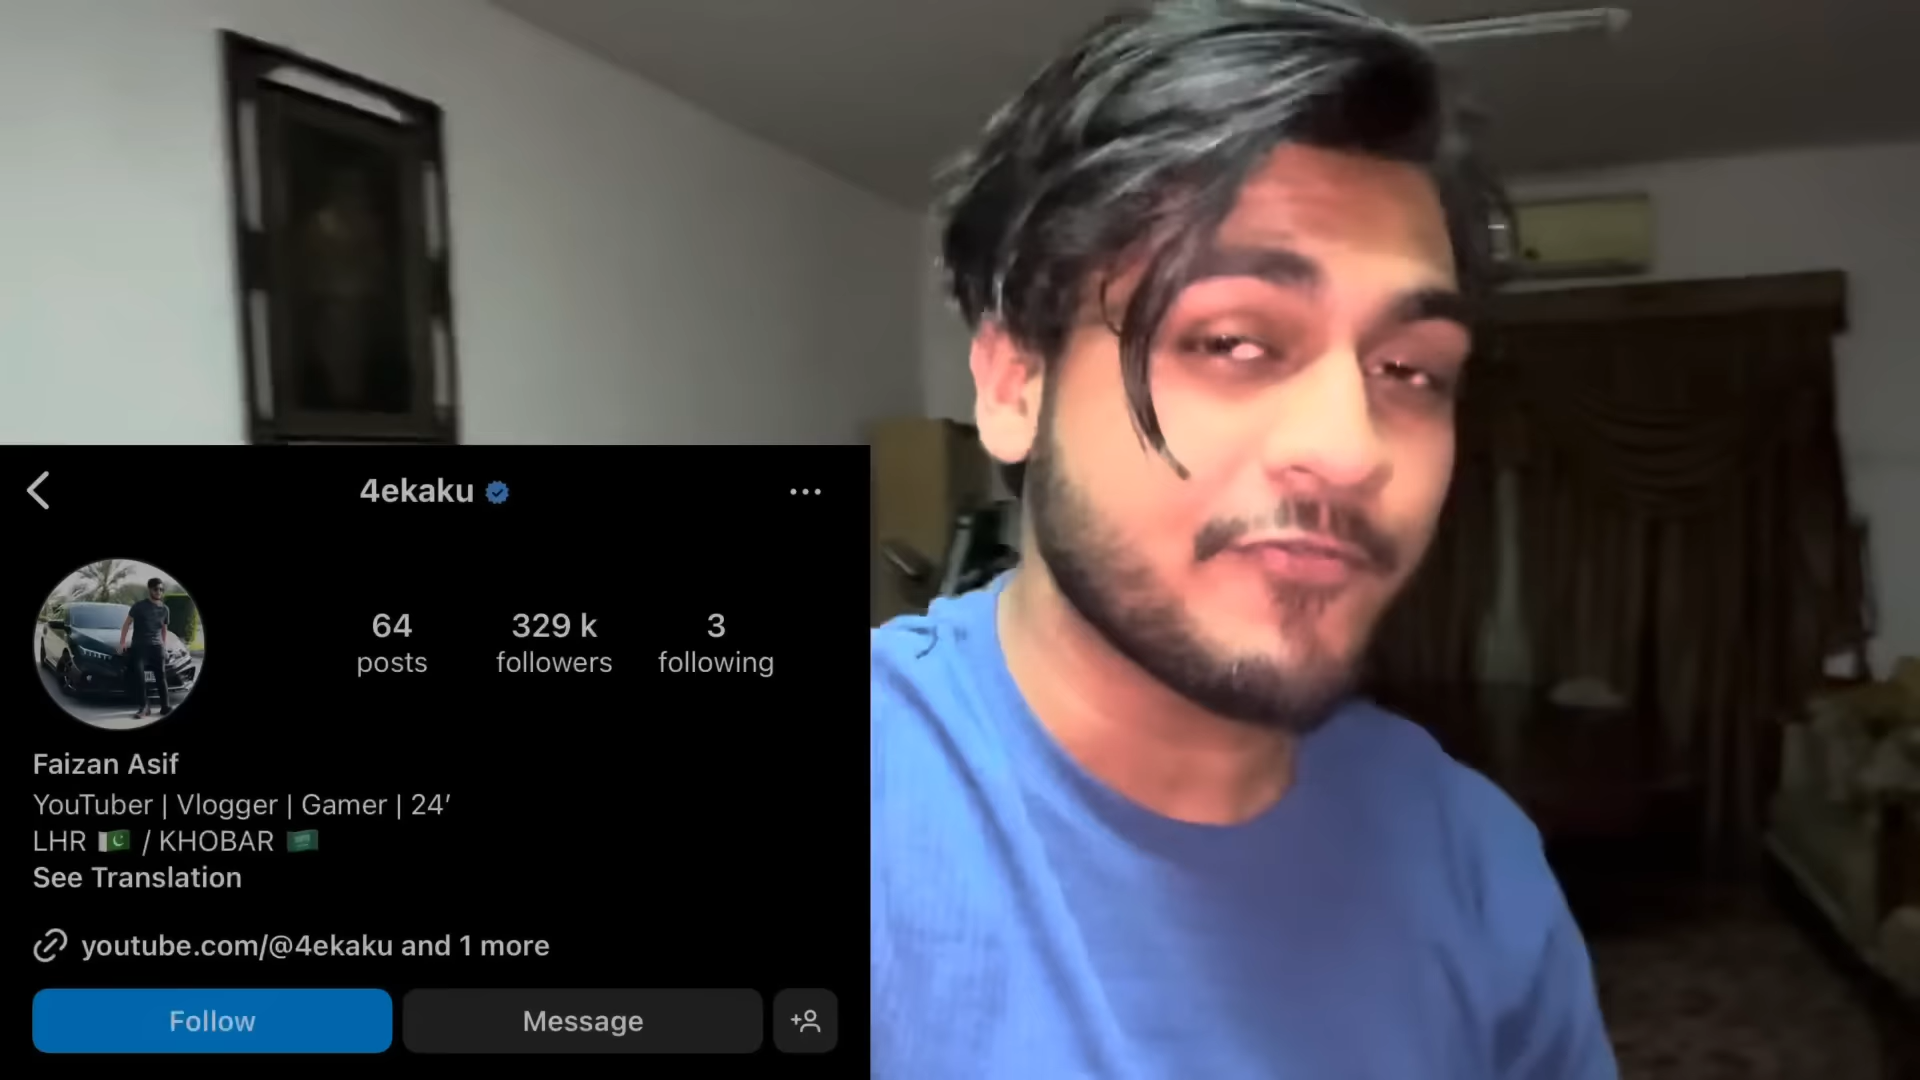 4ekaku
64 329 k 3
posts followers following
Faizan Asif
YouTuber | Vlogger | Gamer | 24′
LHR 🇵🇰 / KHOBAR 🇸🇦
See Translation
youtube.com/@4ekaku and 1 more
Follow Message